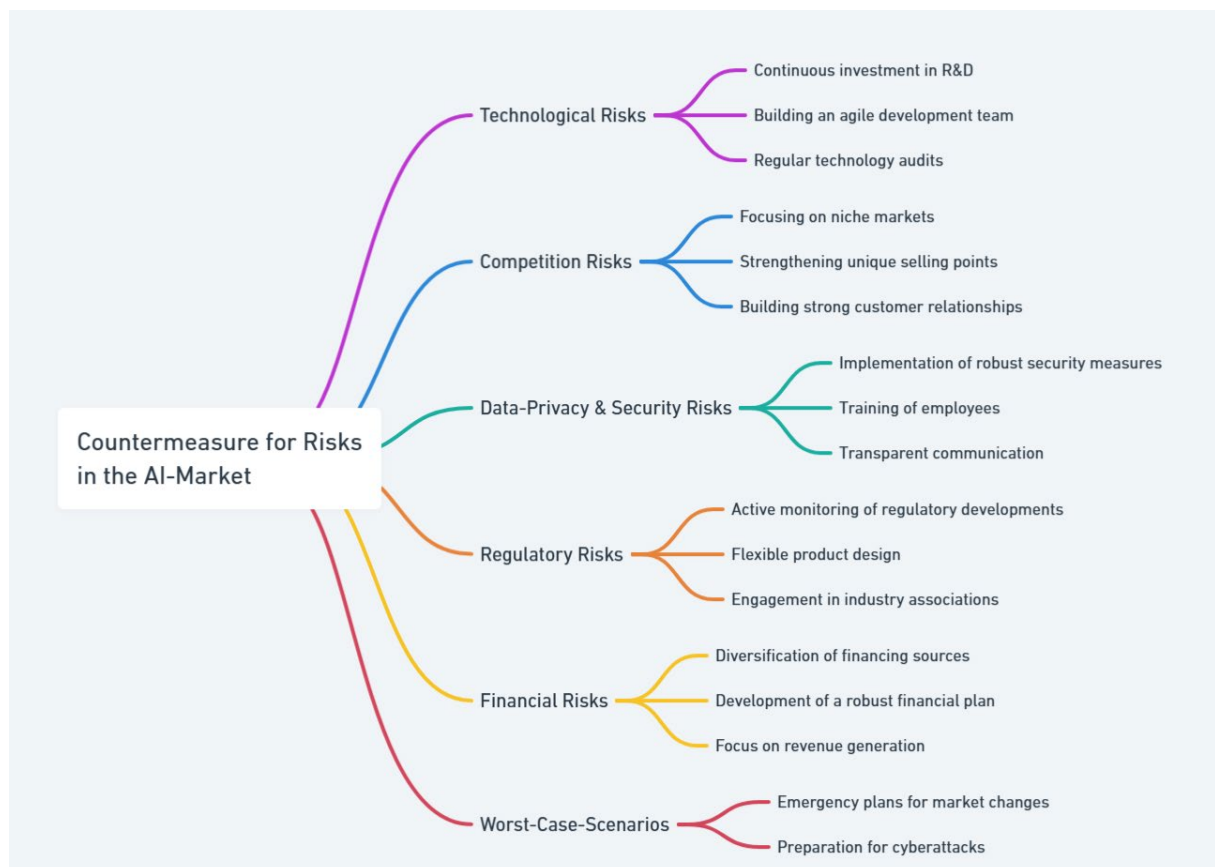 Countermeasure for Risks
in the AI-Market
Technological Risks
Continuous investment in R&D
Building an agile development team
Regular technology audits
Competition Risks
Focusing on niche markets
Strengthening unique selling points
Building strong customer relationships
Data-Privacy & Security Risks
Implementation of robust security measures
Training of employees
Transparent communication
Regulatory Risks
Active monitoring of regulatory developments
Flexible product design
Engagement in industry associations
Financial Risks
Diversification of financing sources
Development of a robust financial plan
Focus on revenue generation
Worst-Case-Scenarios
Emergency plans for market changes
Preparation for cyberattacks